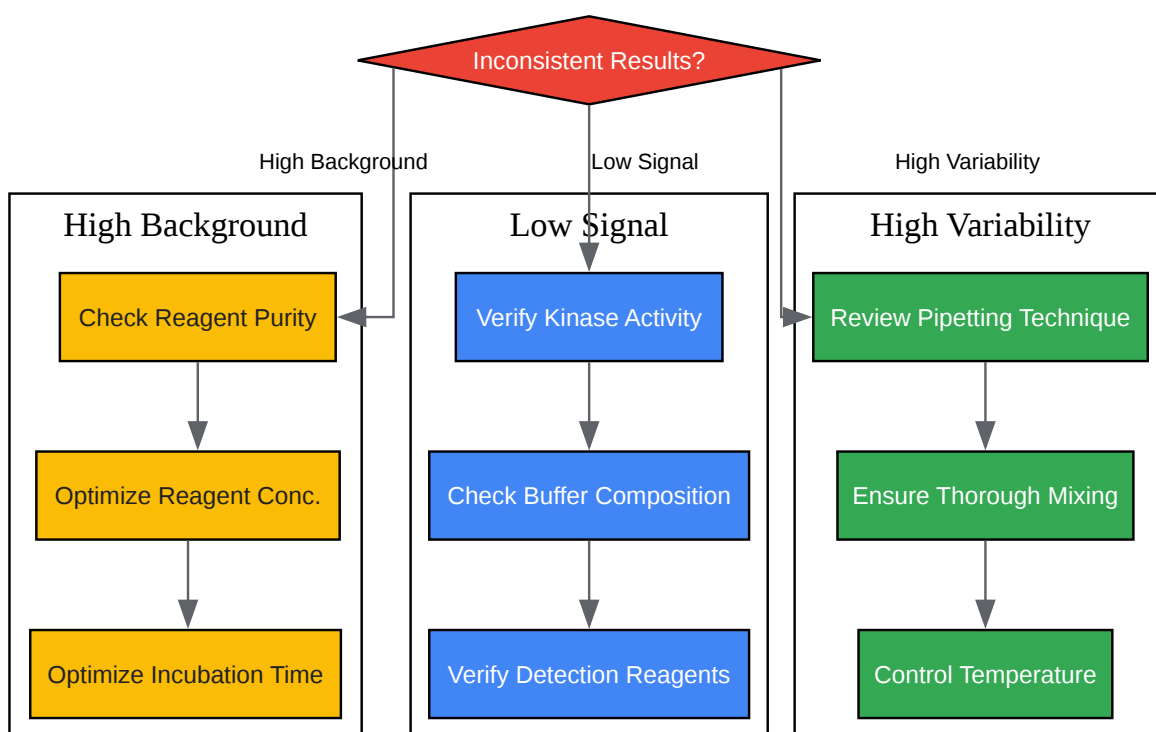 Inconsistent Results?
High Background
Low Signal
High Variability
High Background
Low Signal
High Variability
Check Reagent Purity
Verify Kinase Activity
Review Pipetting Technique
Optimize Reagent Conc.
Check Buffer Composition
Ensure Thorough Mixing
Optimize Incubation Time
Verify Detection Reagents
Control Temperature